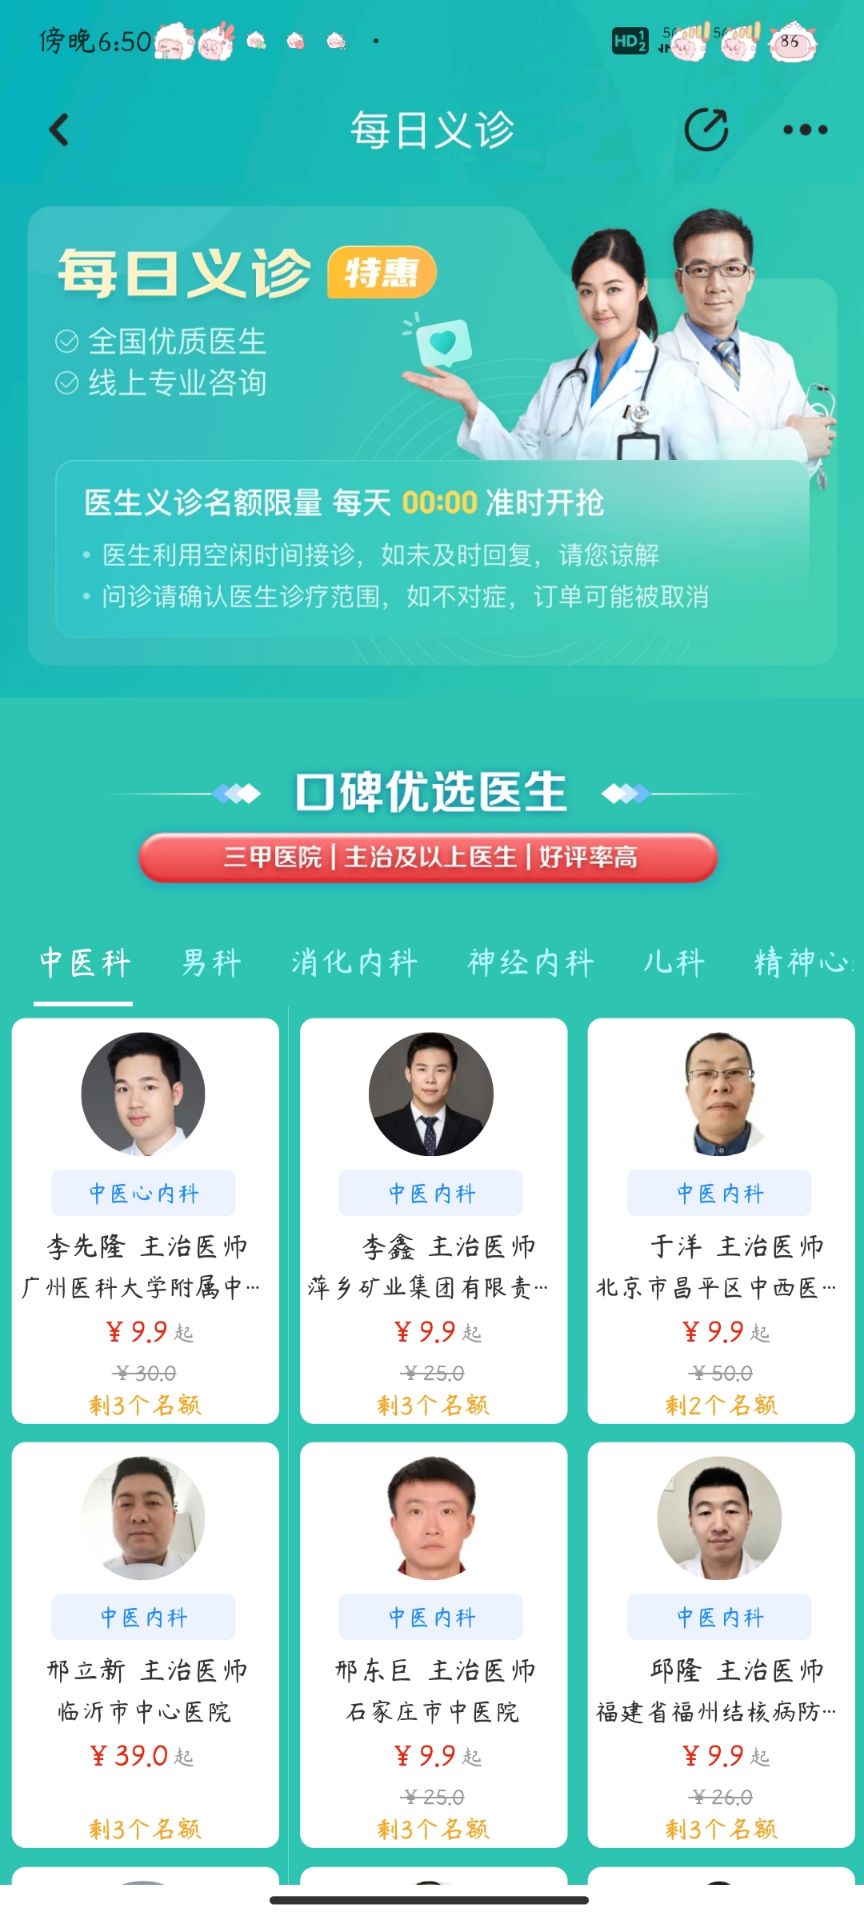 傍晚6:50
HD 1 2
86
每日义诊
每日义诊 特惠
全国优质医生
线上专业咨询
医生义诊名额限量 每天 00:00 准时开抢
• 医生利用空闲时间接诊，如未及时回复，请您谅解
• 问诊请确认医生诊疗范围，如不对症，订单可能被取消
口碑优选医生
三甲医院 | 主治及以上医生 | 好评率高
中医科 男科 消化内科 神经内科 儿科 精神心
中医心内科 中医内科 中医内科
李先隆 主治医师 李鑫 主治医师 于洋 主治医师
广州医科大学附属中… 萍乡矿业集团有限责… 北京市昌平区中西医…
¥ 9.9 起 ¥ 9.9 起 ¥ 9.9 起
¥ 30.0 ¥ 25.0 ¥ 50.0
剩3个名额 剩3个名额 剩2个名额
中医内科 中医内科 中医内科
邢立新 主治医师 邢东巨 主治医师 邱隆 主治医师
临沂市中心医院 石家庄市中医院 福建省福州结核病防…
¥ 39.0 起 ¥ 9.9 起 ¥ 9.9 起
¥ 25.0 ¥ 26.0
剩3个名额 剩3个名额 剩3个名额